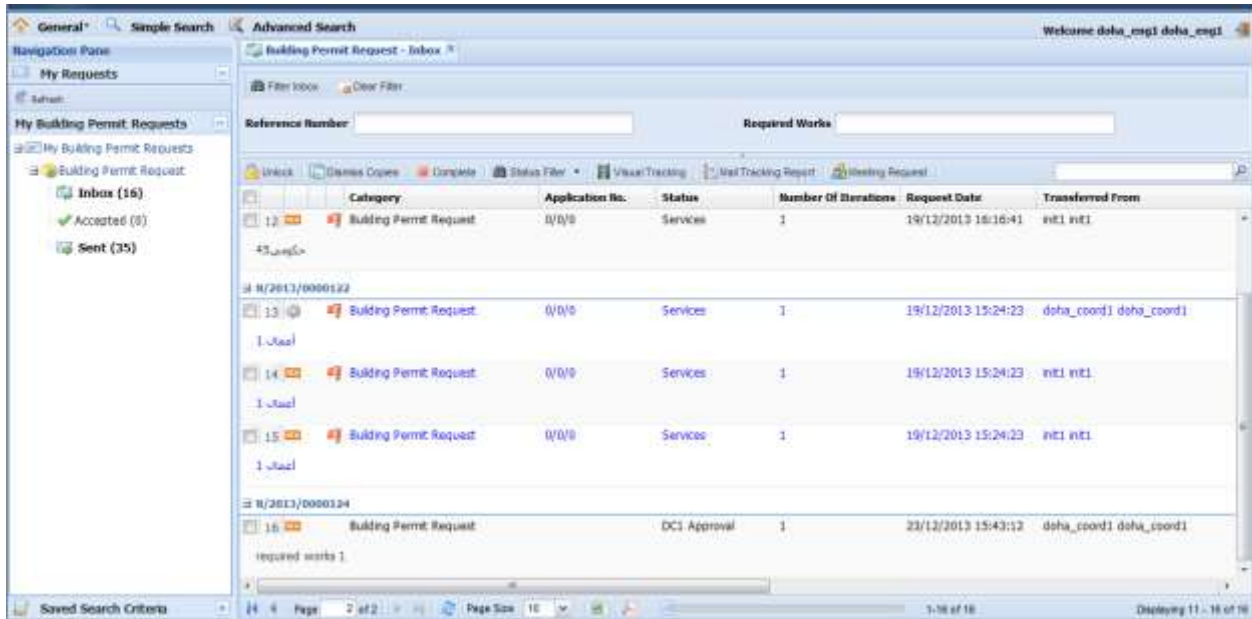 General Simple Search Advanced Search
Welcome doha_eng1 doha_eng1
Navigation Pane
Building Permit Request - Inbox
My Requests
Filter Inbox Clear Filter
Refresh
My Building Permit Requests
Reference Number Required Works
My Building Permit Requests
Building Permit Request
Unlock Dismiss Copies Complete Status Filter Visual Tracking Mail Tracking Report Meeting Request
Inbox (16)
Accepted (0)
Sent (35)
Category Application No. Status Number Of Iterations Request Date Transferred From
12 Building Permit Request 0/0/0 Services 1 19/12/2013 16:16:41 init1 init1
N/2013/0000122
13 Building Permit Request 0/0/0 Services 1 19/12/2013 15:24:23 doha_coord1 doha_coord1
أعمال 1
14 Building Permit Request 0/0/0 Services 1 19/12/2013 15:24:23 init1 init1
أعمال 1
15 Building Permit Request 0/0/0 Services 1 19/12/2013 15:24:23 init1 init1
أعمال 1
N/2013/0000124
16 Building Permit Request DC1 Approval 1 23/12/2013 15:43:12 doha_coord1 doha_coord1
required works 1
Saved Search Criteria
Page 2 of 2 Page Size 10 1-16 of 16 Displaying 11 - 16 of 16